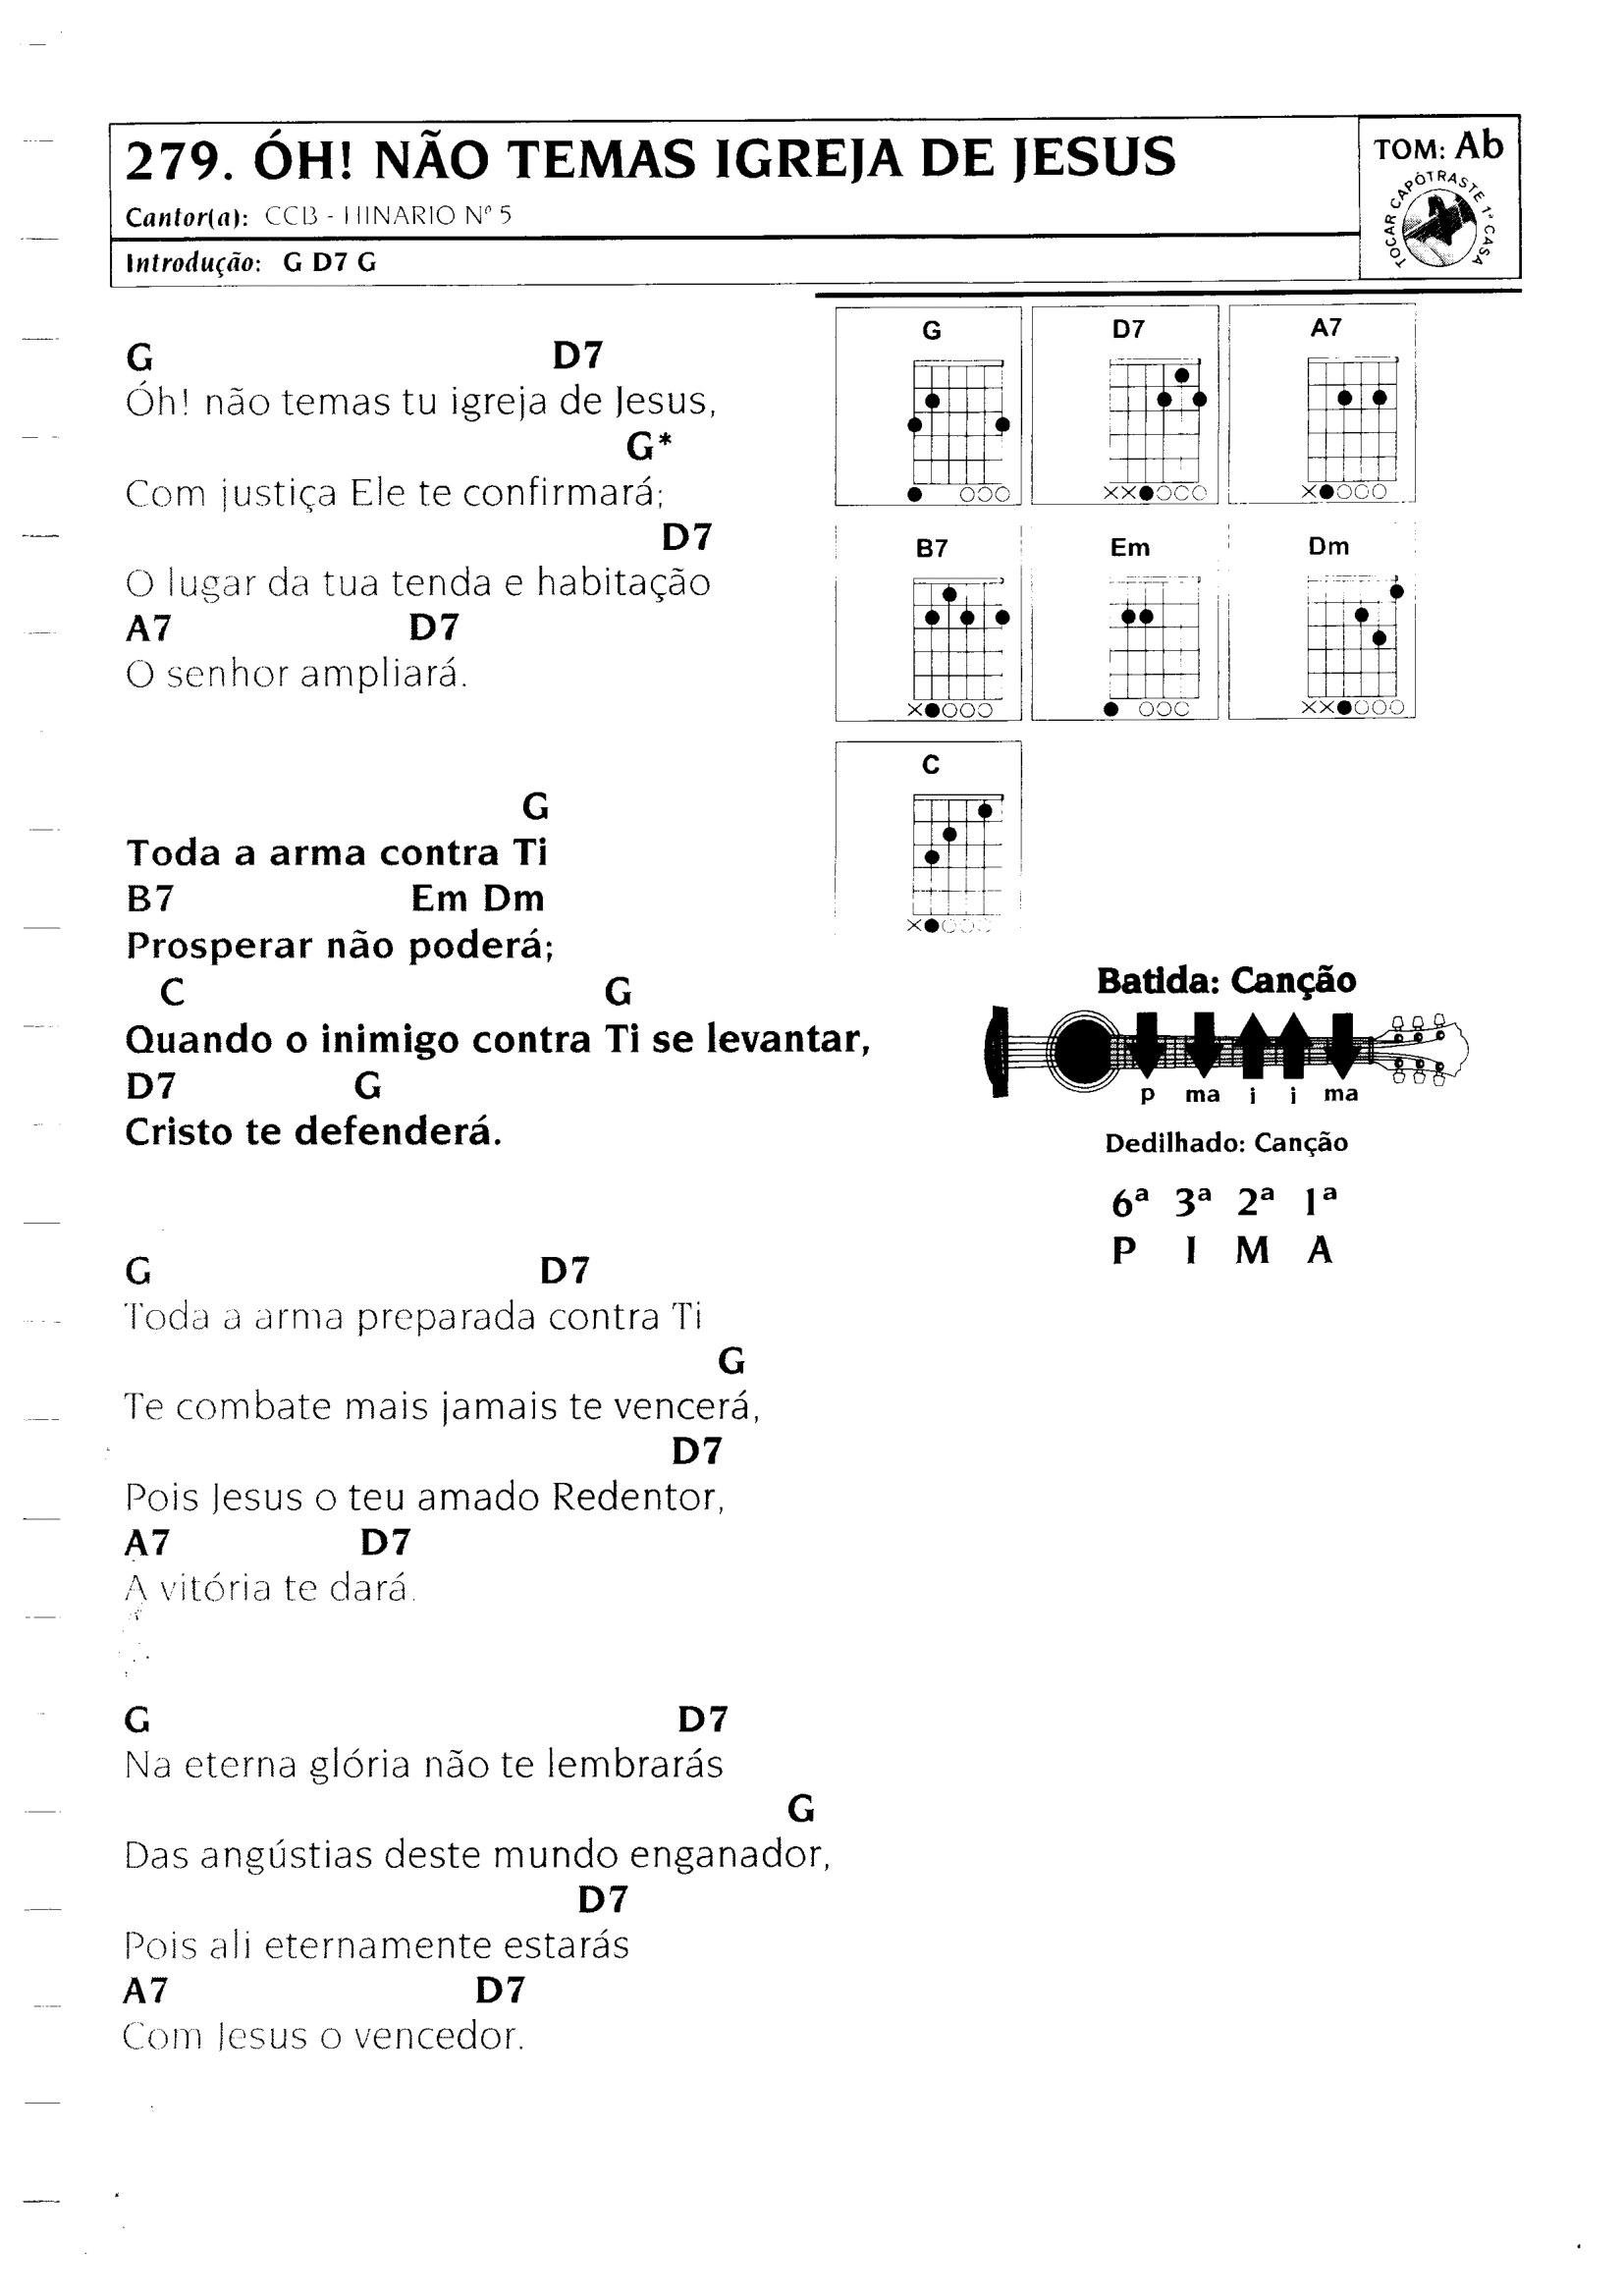 279. ÓH! NÃO TEMAS IGREJA DE JESUS
Cantor(a): CCB - HINARIO Nº 5
Introdução: G D7 G
TOM: Ab
TOCAR CAPÓTRASTE 1ª CASA
G D7
Óh! não temas tu igreja de Jesus,
G*
Com justiça Ele te confirmará;
D7
O lugar da tua tenda e habitação
A7 D7
O senhor ampliará.
G
Toda a arma contra Ti
B7 Em Dm
Prosperar não poderá;
C G
Quando o inimigo contra Ti se levantar,
D7 G
Cristo te defenderá.
G D7
Toda a arma preparada contra Ti
G
Te combate mais jamais te vencerá,
D7
Pois Jesus o teu amado Redentor,
A7 D7
A vitória te dará.
G D7
Na eterna glória não te lembrarás
G
Das angústias deste mundo enganador,
D7
Pois ali eternamente estarás
A7 D7
Com Jesus o vencedor.
G D7 A7
B7 Em Dm
C
Batida: Canção
p ma i i ma
Dedilhado: Canção
6ª 3ª 2ª 1ª
P I M A